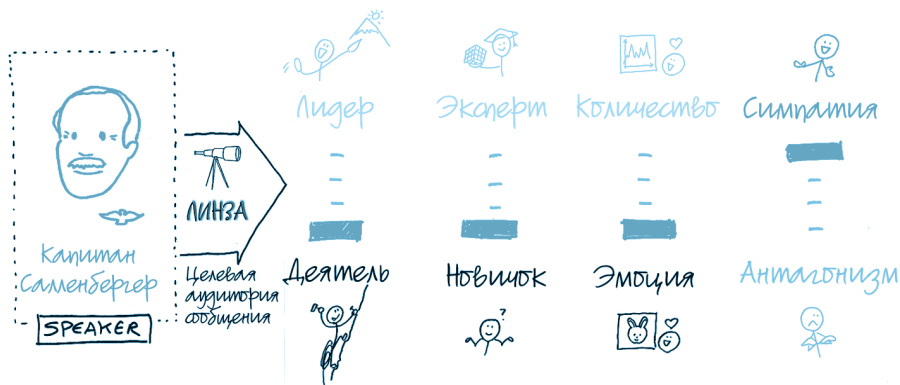 Лидер
Эксперт
Количество
Симпатия
ЛИНЗА
Капитан
Салленбергер
SPEAKER
Целевая
аудитория
сообщения
Деятель
Новичок
Эмоция
Антагонизм
?